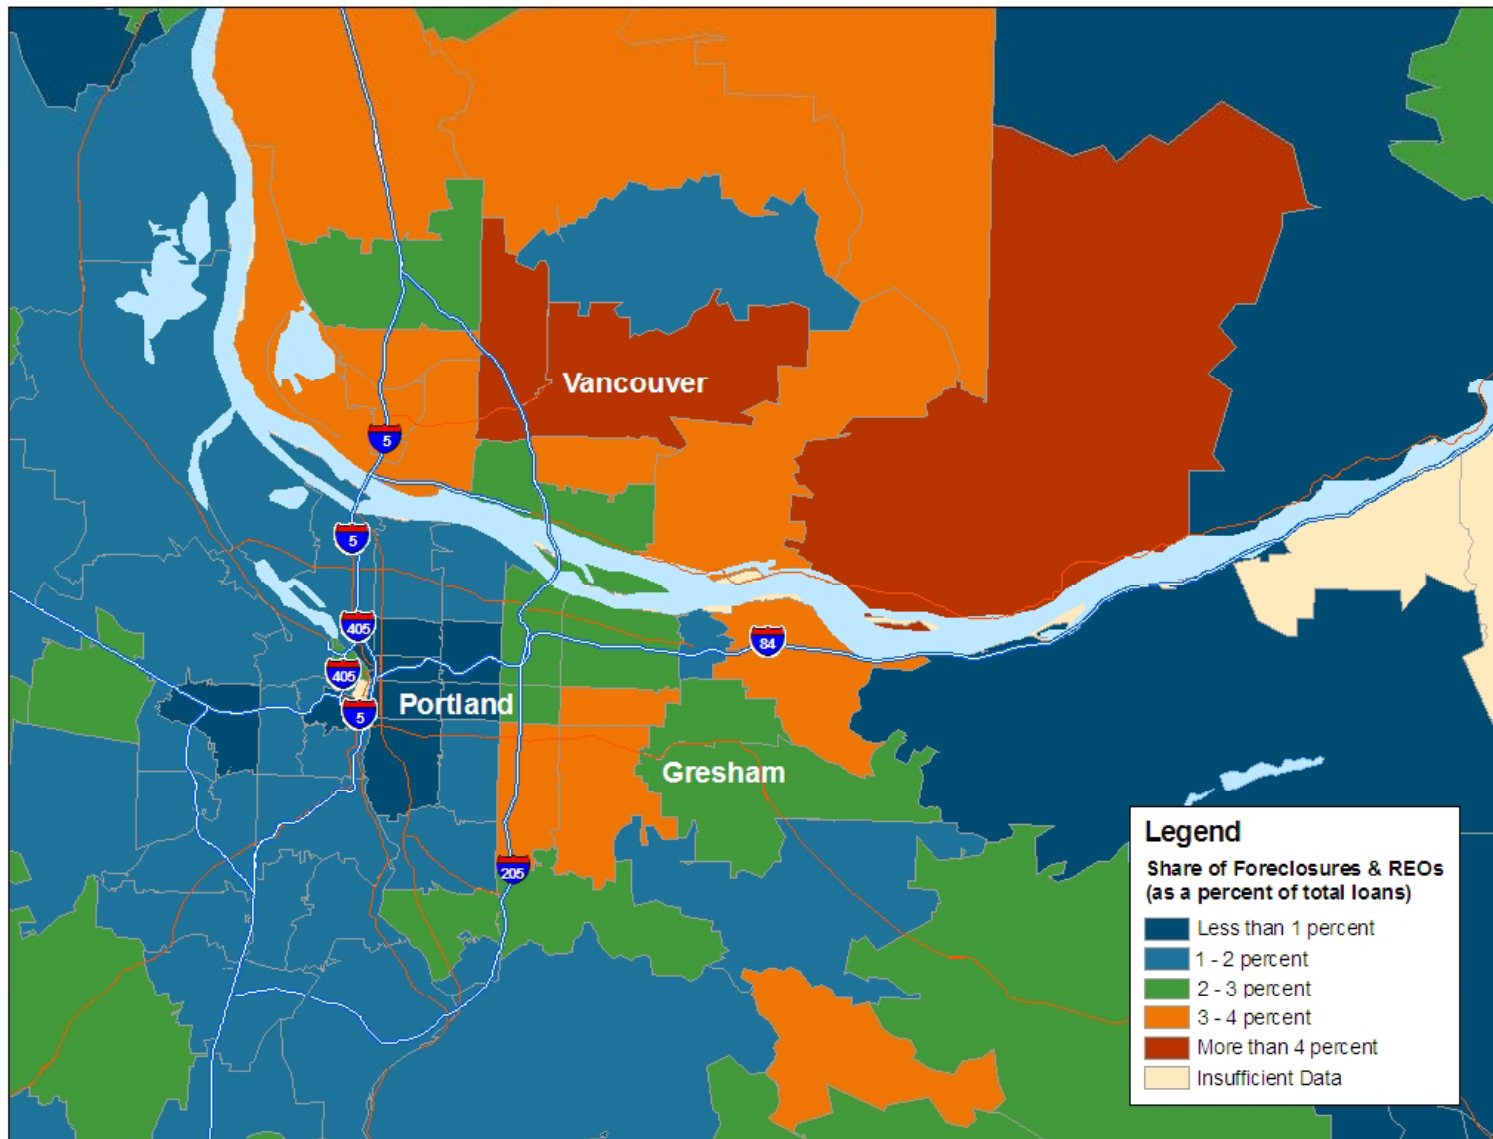 Vancouver
5
5
405
84
405
Portland
5
Gresham
205
Legend
Share of Foreclosures & REOs
(as a percent of total loans)
Less than 1 percent
1 - 2 percent
2 - 3 percent
3 - 4 percent
More than 4 percent
Insufficient Data